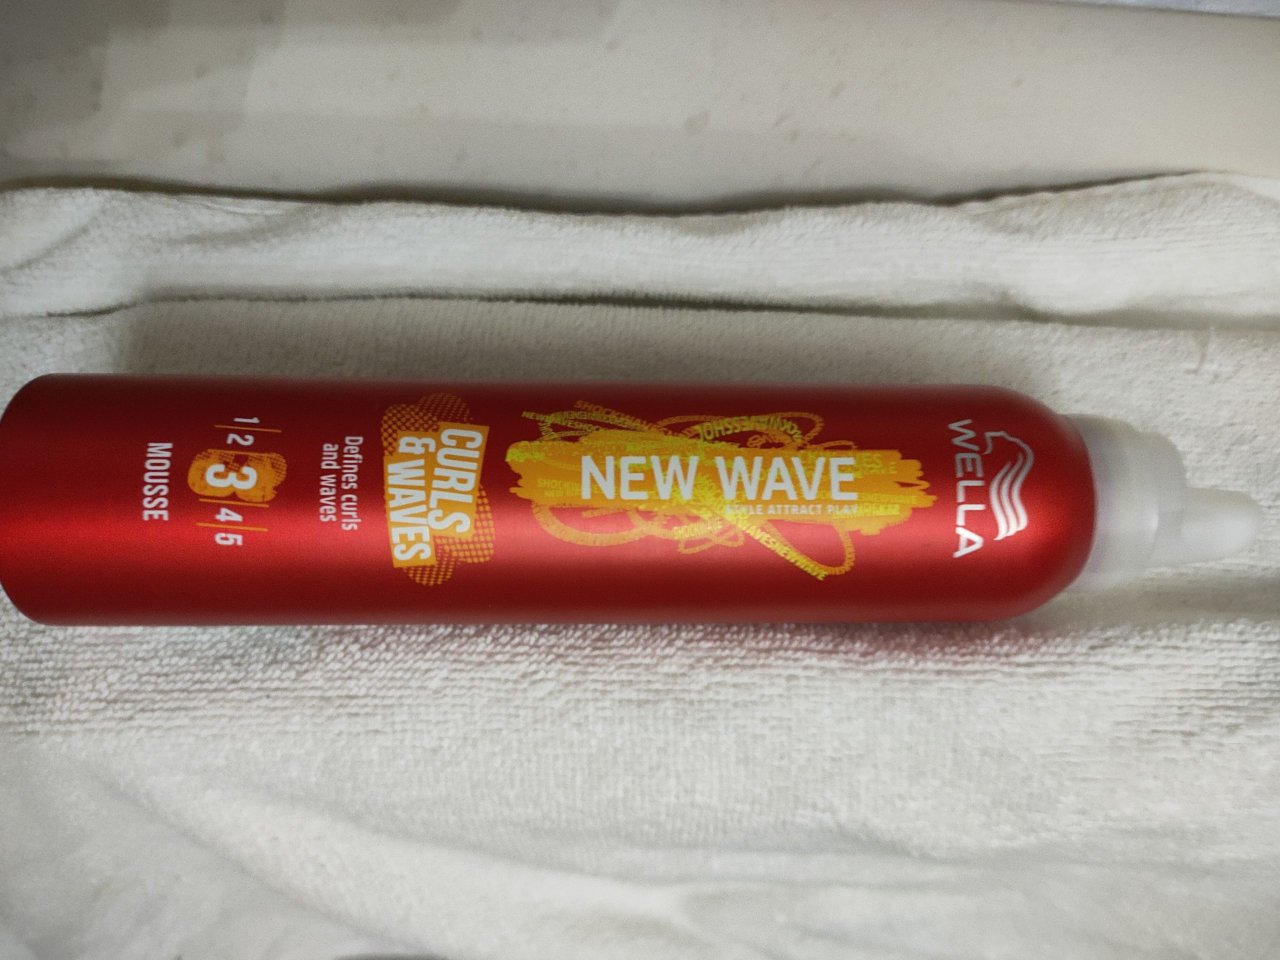 WELLA
NEW WAVE
STYLE ATTRACT PLAY
CURLS
& WAVES
Defines curls
and waves
1/2/3/4/5
MOUSSE